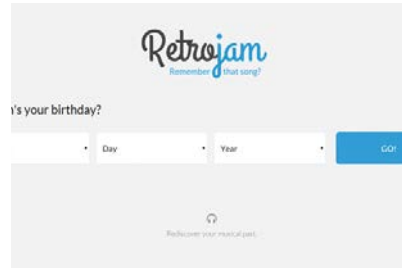 Retrojam
Remember that song?
n's your birthday?
Day Year GO!
Rediscover your musical past.